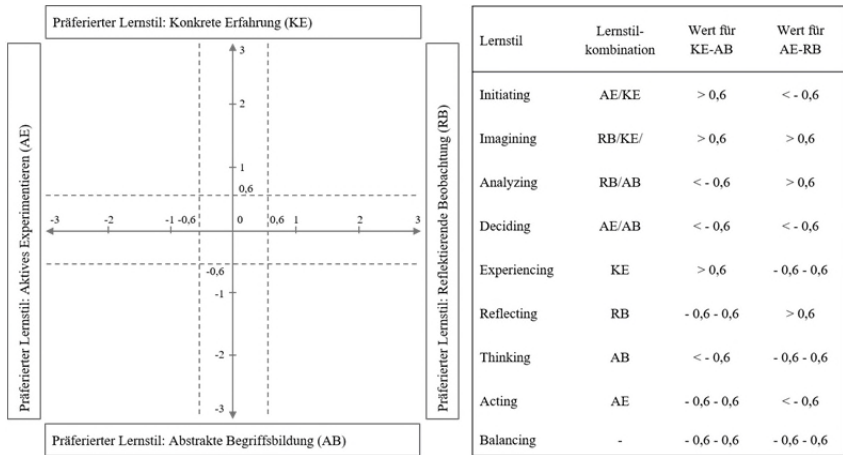 Präferierter Lernstil: Konkrete Erfahrung (KE)
Präferierter Lernstil: Aktives Experimentieren (AE)
3
2
1
0,6
-3
-2
-1
-0,6
0
0,6
1
2
3
-0,6
-1
-2
-3
Präferierter Lernstil: Reflektierende Beobachtung (RB)
Präferierter Lernstil: Abstrakte Begriffsbildung (AB)
Lernstil Lernstil-kombination Wert für KE-AB Wert für AE-RB
Initiating AE/KE > 0,6 < - 0,6
Imagining RB/KE/ > 0,6 > 0,6
Analyzing RB/AB < - 0,6 > 0,6
Deciding AE/AB < - 0,6 < - 0,6
Experiencing KE > 0,6 - 0,6 - 0,6
Reflecting RB - 0,6 - 0,6 > 0,6
Thinking AB < - 0,6 - 0,6 - 0,6
Acting AE - 0,6 - 0,6 < - 0,6
Balancing - - 0,6 - 0,6 - 0,6 - 0,6